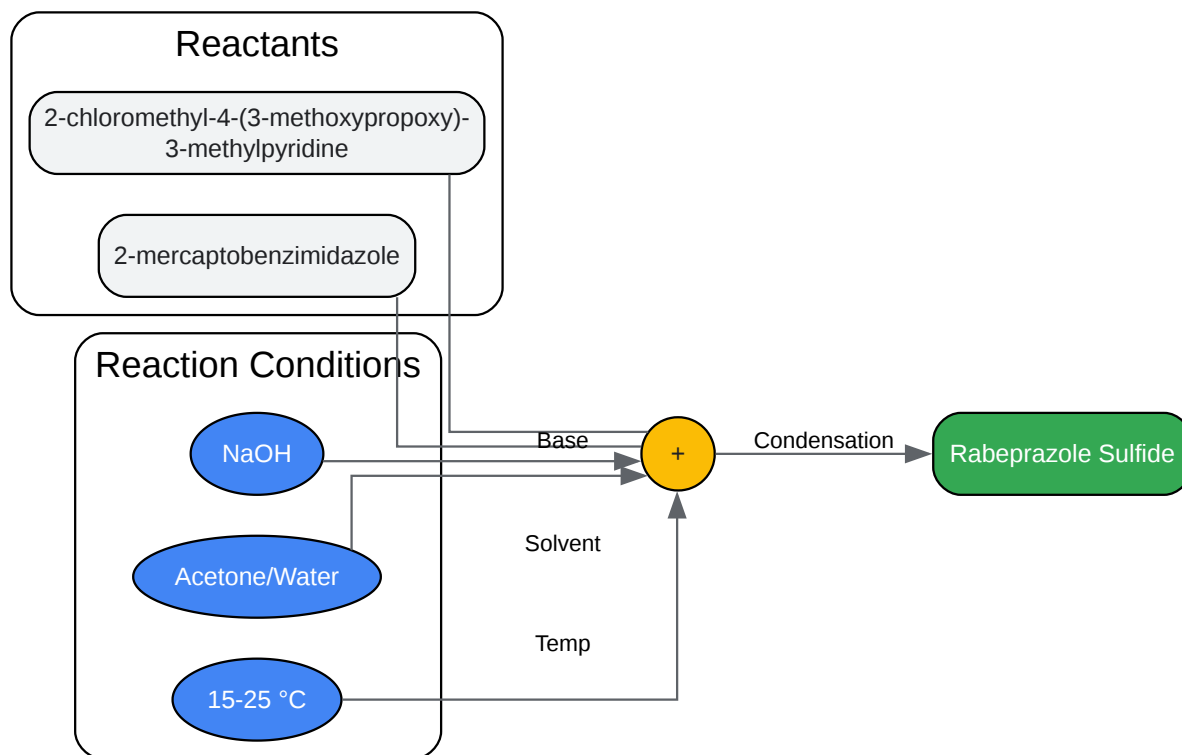 Reactants
2-chloromethyl-4-(3-methoxypropoxy)-
3-methylpyridine
2-mercaptobenzimidazole
Reaction Conditions
NaOH
Base
+
Condensation
Rabeprazole Sulfide
Acetone/Water
Solvent
Temp
15-25 °C